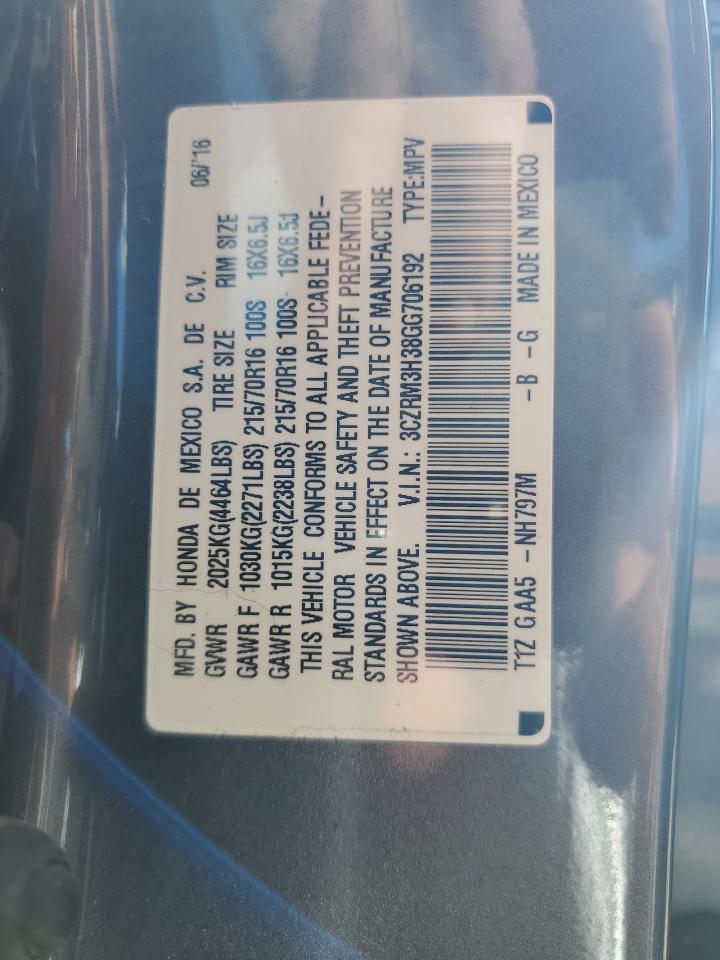 MFD. BY HONDA DE MEXICO S.A. DE C.V. 06/'16
GVWR 2025KG(4464LBS) TIRE SIZE RIM SIZE
GAWR F 1030KG(2271LBS) 215/70R16 100S 16X6.5J
GAWR R 1015KG(2238LBS) 215/70R16 100S 16X6.5J
THIS VEHICLE CONFORMS TO ALL APPLICABLE FEDE-
RAL MOTOR VEHICLE SAFETY AND THEFT PREVENTION
STANDARDS IN EFFECT ON THE DATE OF MANUFACTURE
SHOWN ABOVE. V.I.N.: 3CZRM3H38GG706192 TYPE:MPV
T1Z GAA5 -NH797M -B -G MADE IN MEXICO